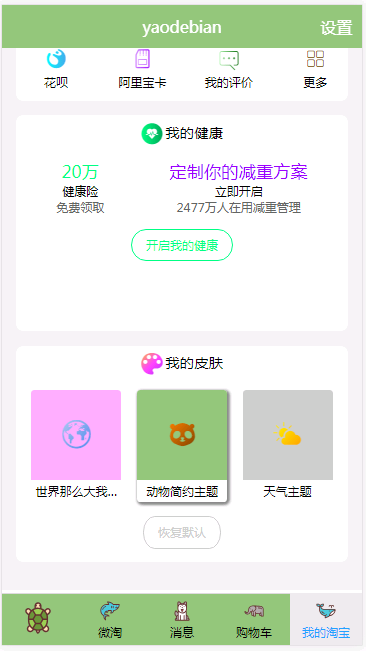 yaodebian 设置
花呗 阿里宝卡 我的评价 更多
我的健康
20万 定制你的减重方案
健康险 立即开启
免费领取 2477万人在用减重管理
开启我的健康
我的皮肤
世界那么大我... 动物简约主题 天气主题
恢复默认
微淘 消息 购物车 我的淘宝